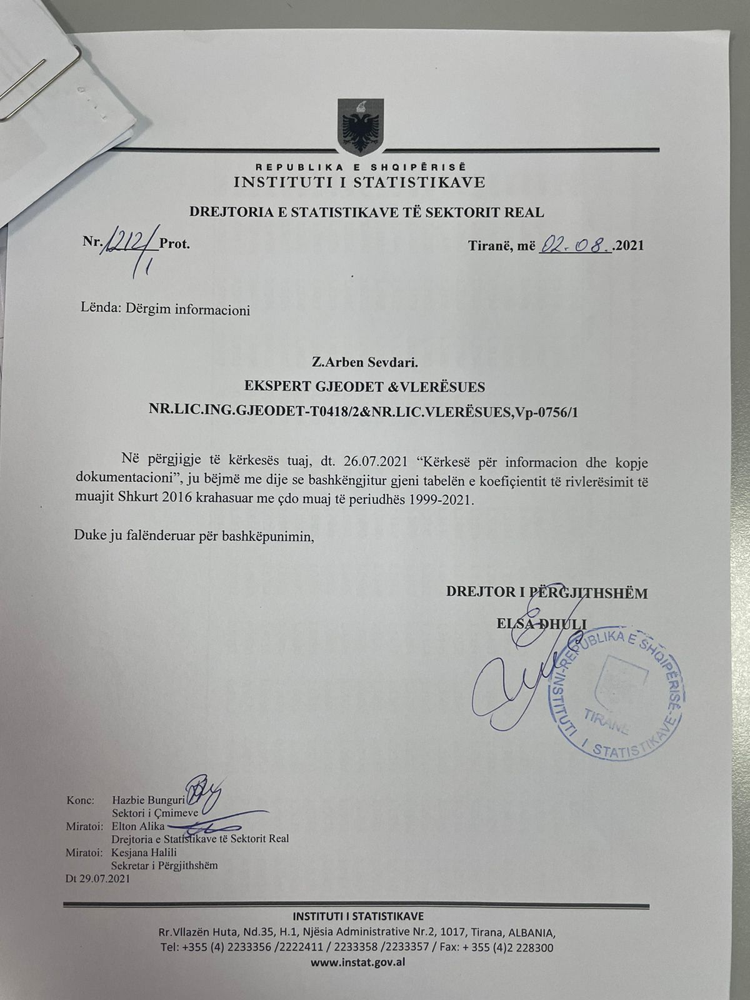 REPUBLIKA E SHQIPËRISË
INSTITUTI I STATISTIKAVE
DREJTORIA E STATISTIKAVE TË SEKTORIT REAL
Nr. 1212/1 Prot.
Tiranë, më 02.08..2021
Lënda: Dërgim informacioni
Z.Arben Sevdari.
EKSPERT GJEODET &VLERËSUES
NR.LIC.ING.GJEODET-T0418/2&NR.LIC.VLERËSUES,Vp-0756/1
Në përgjigje të kërkesës tuaj, dt. 26.07.2021 “Kërkesë për informacion dhe kopje
dokumentacioni”, ju bëjmë me dije se bashkëngjitur gjeni tabelën e koefiçientit të rivlerësimit të
muajit Shkurt 2016 krahasuar me çdo muaj të periudhës 1999-2021.
Duke ju falënderuar për bashkëpunimin,
DREJTOR I PËRGJITHSHËM
ELSA DHULI
REPUBLIKA E SHQIPËRISË-
INSTITUTI I STATISTIKAVE-
TIRANË
Konc: Hazbie Bunguri
Sektori i Çmimeve
Miratoi: Elton Alika
Drejtoria e Statistikave të Sektorit Real
Miratoi: Kesjana Halili
Sekretar i Përgjithshëm
Dt 29.07.2021
INSTITUTI I STATISTIKAVE
Rr.Vllazën Huta, Nd.35, H.1, Njësia Administrative Nr.2, 1017, Tirana, ALBANIA,
Tel: +355 (4) 2233356 /2222411 / 2233358 /2233357 / Fax: + 355 (4)2 228300
www.instat.gov.al